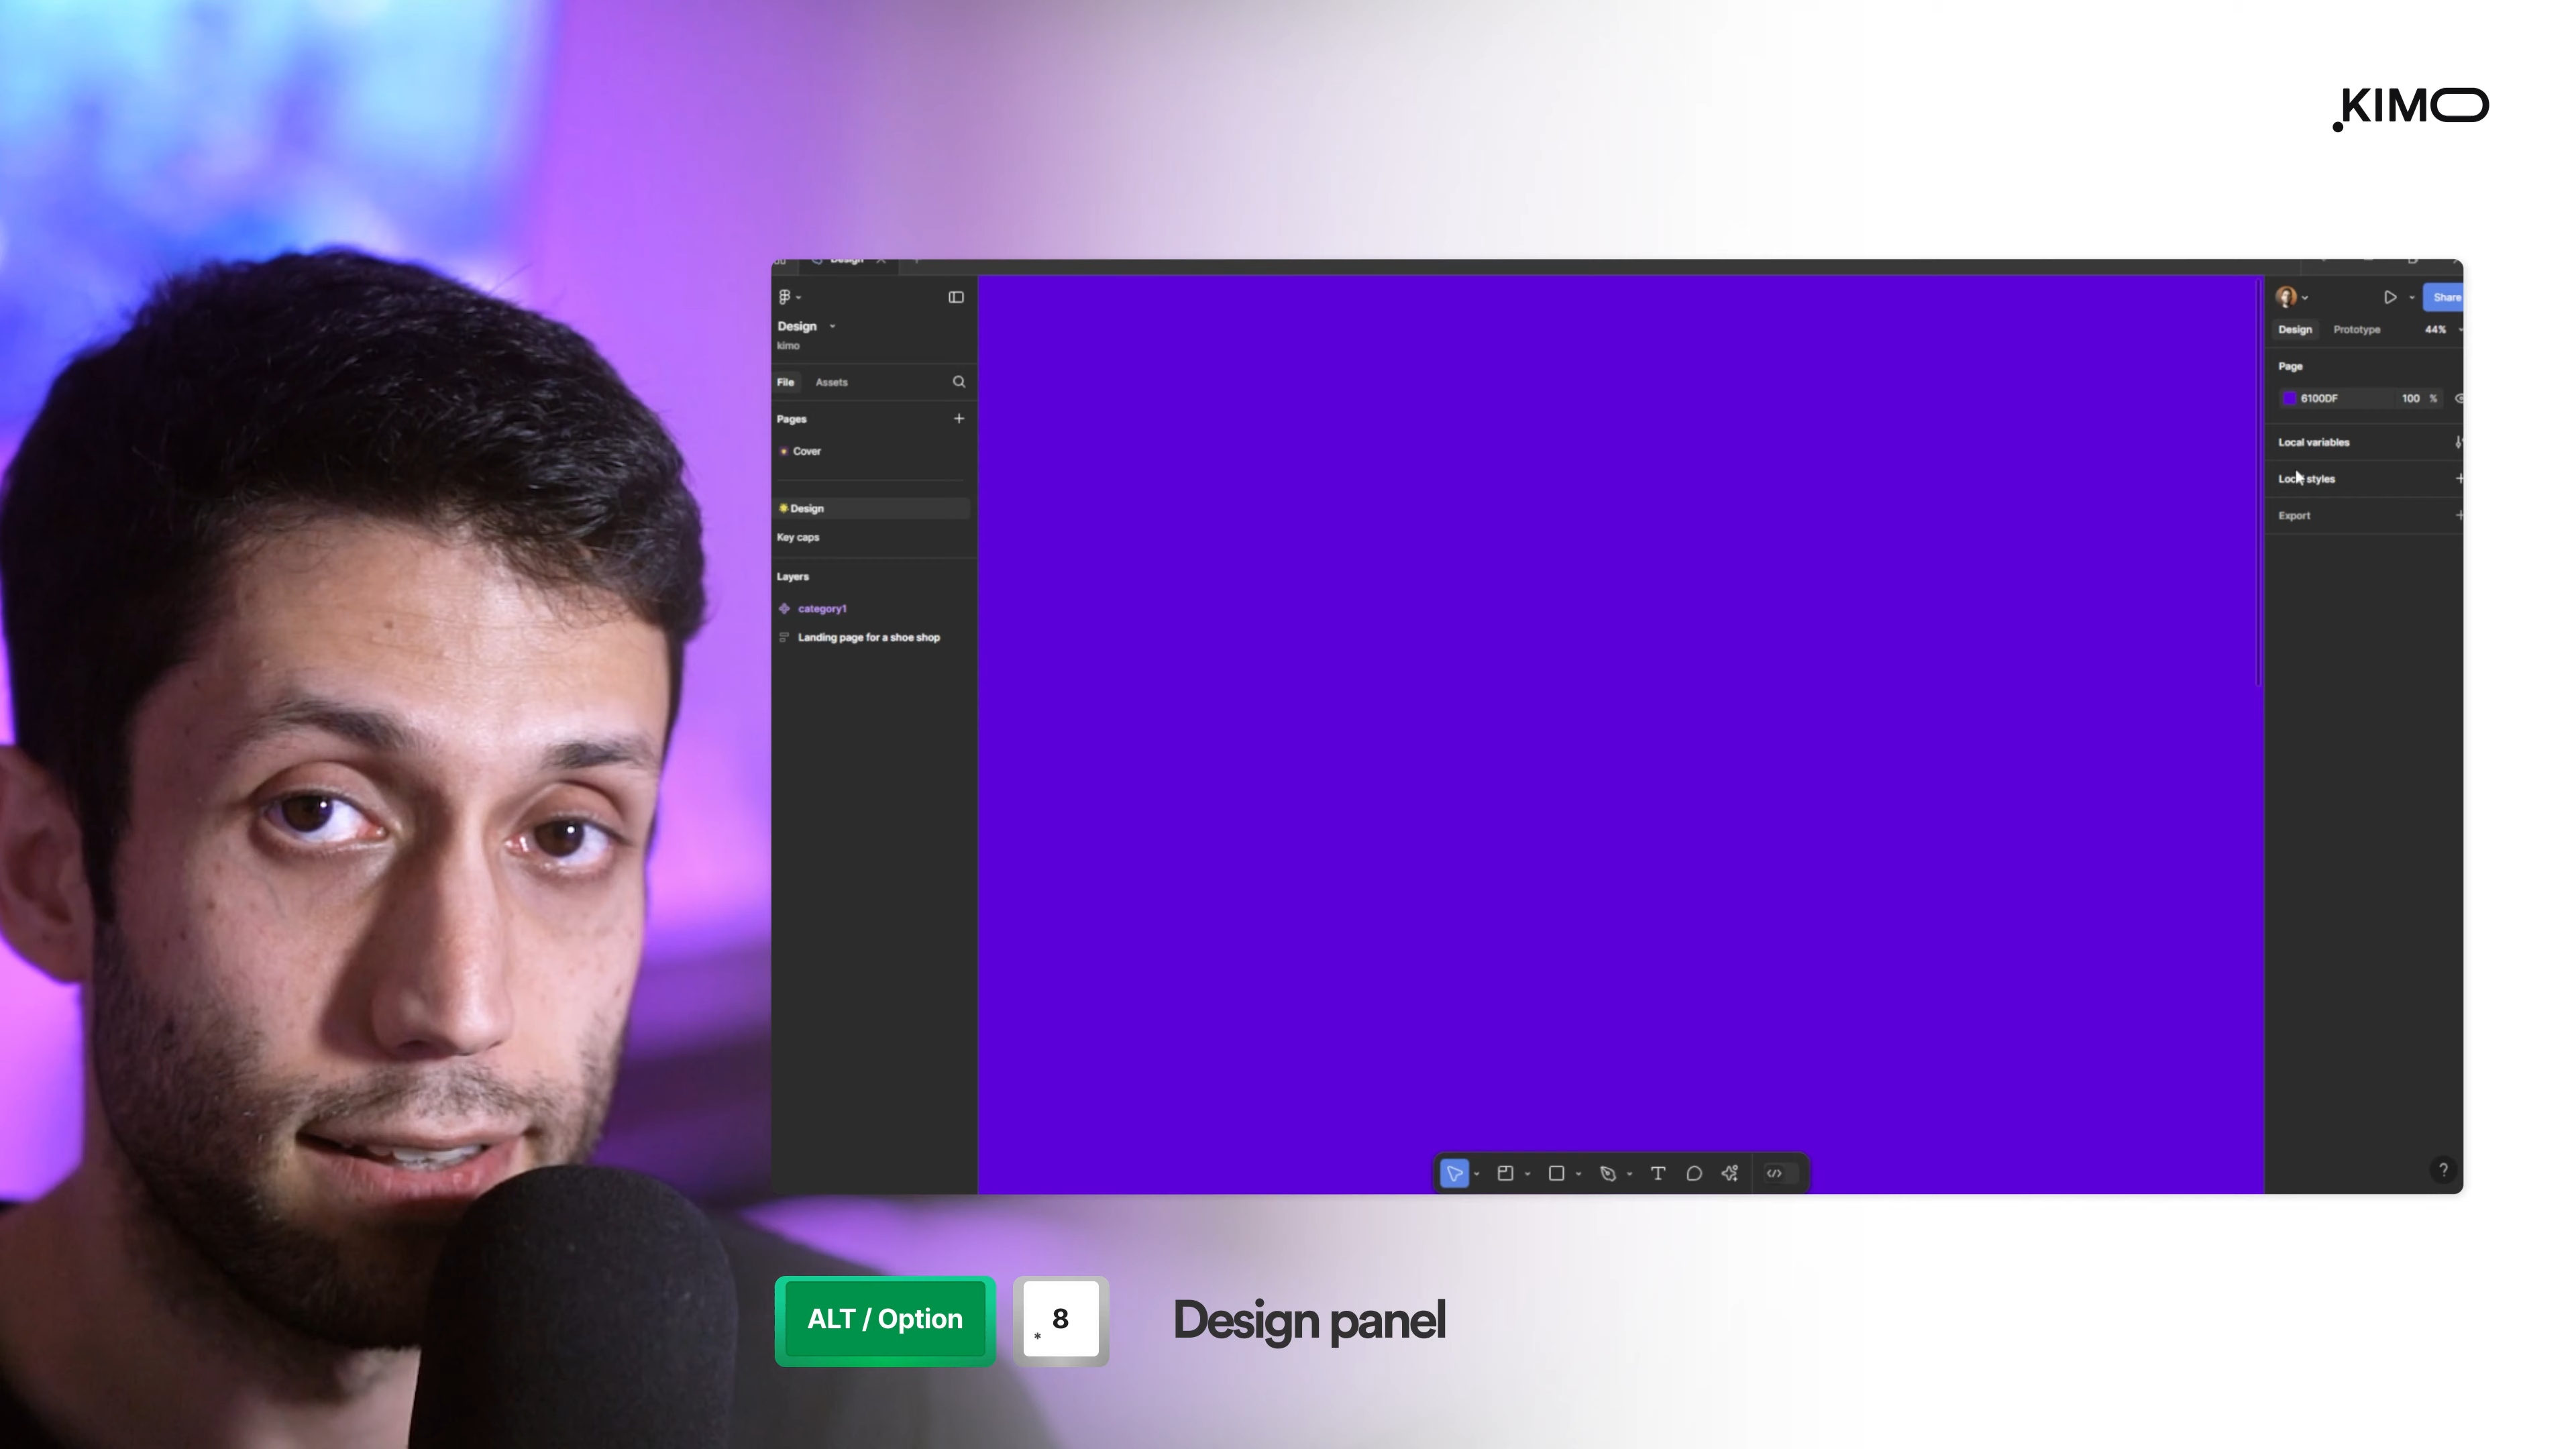 .KIMO
Design
Design
kimo
File Assets
Pages
Cover
Design
Key caps
Layers
category1
Landing page for a shoe shop
Share
Design Prototype 44%
Page
6100DF 100 %
Local variables
styles
Export
?
ALT / Option
8
*
Design panel